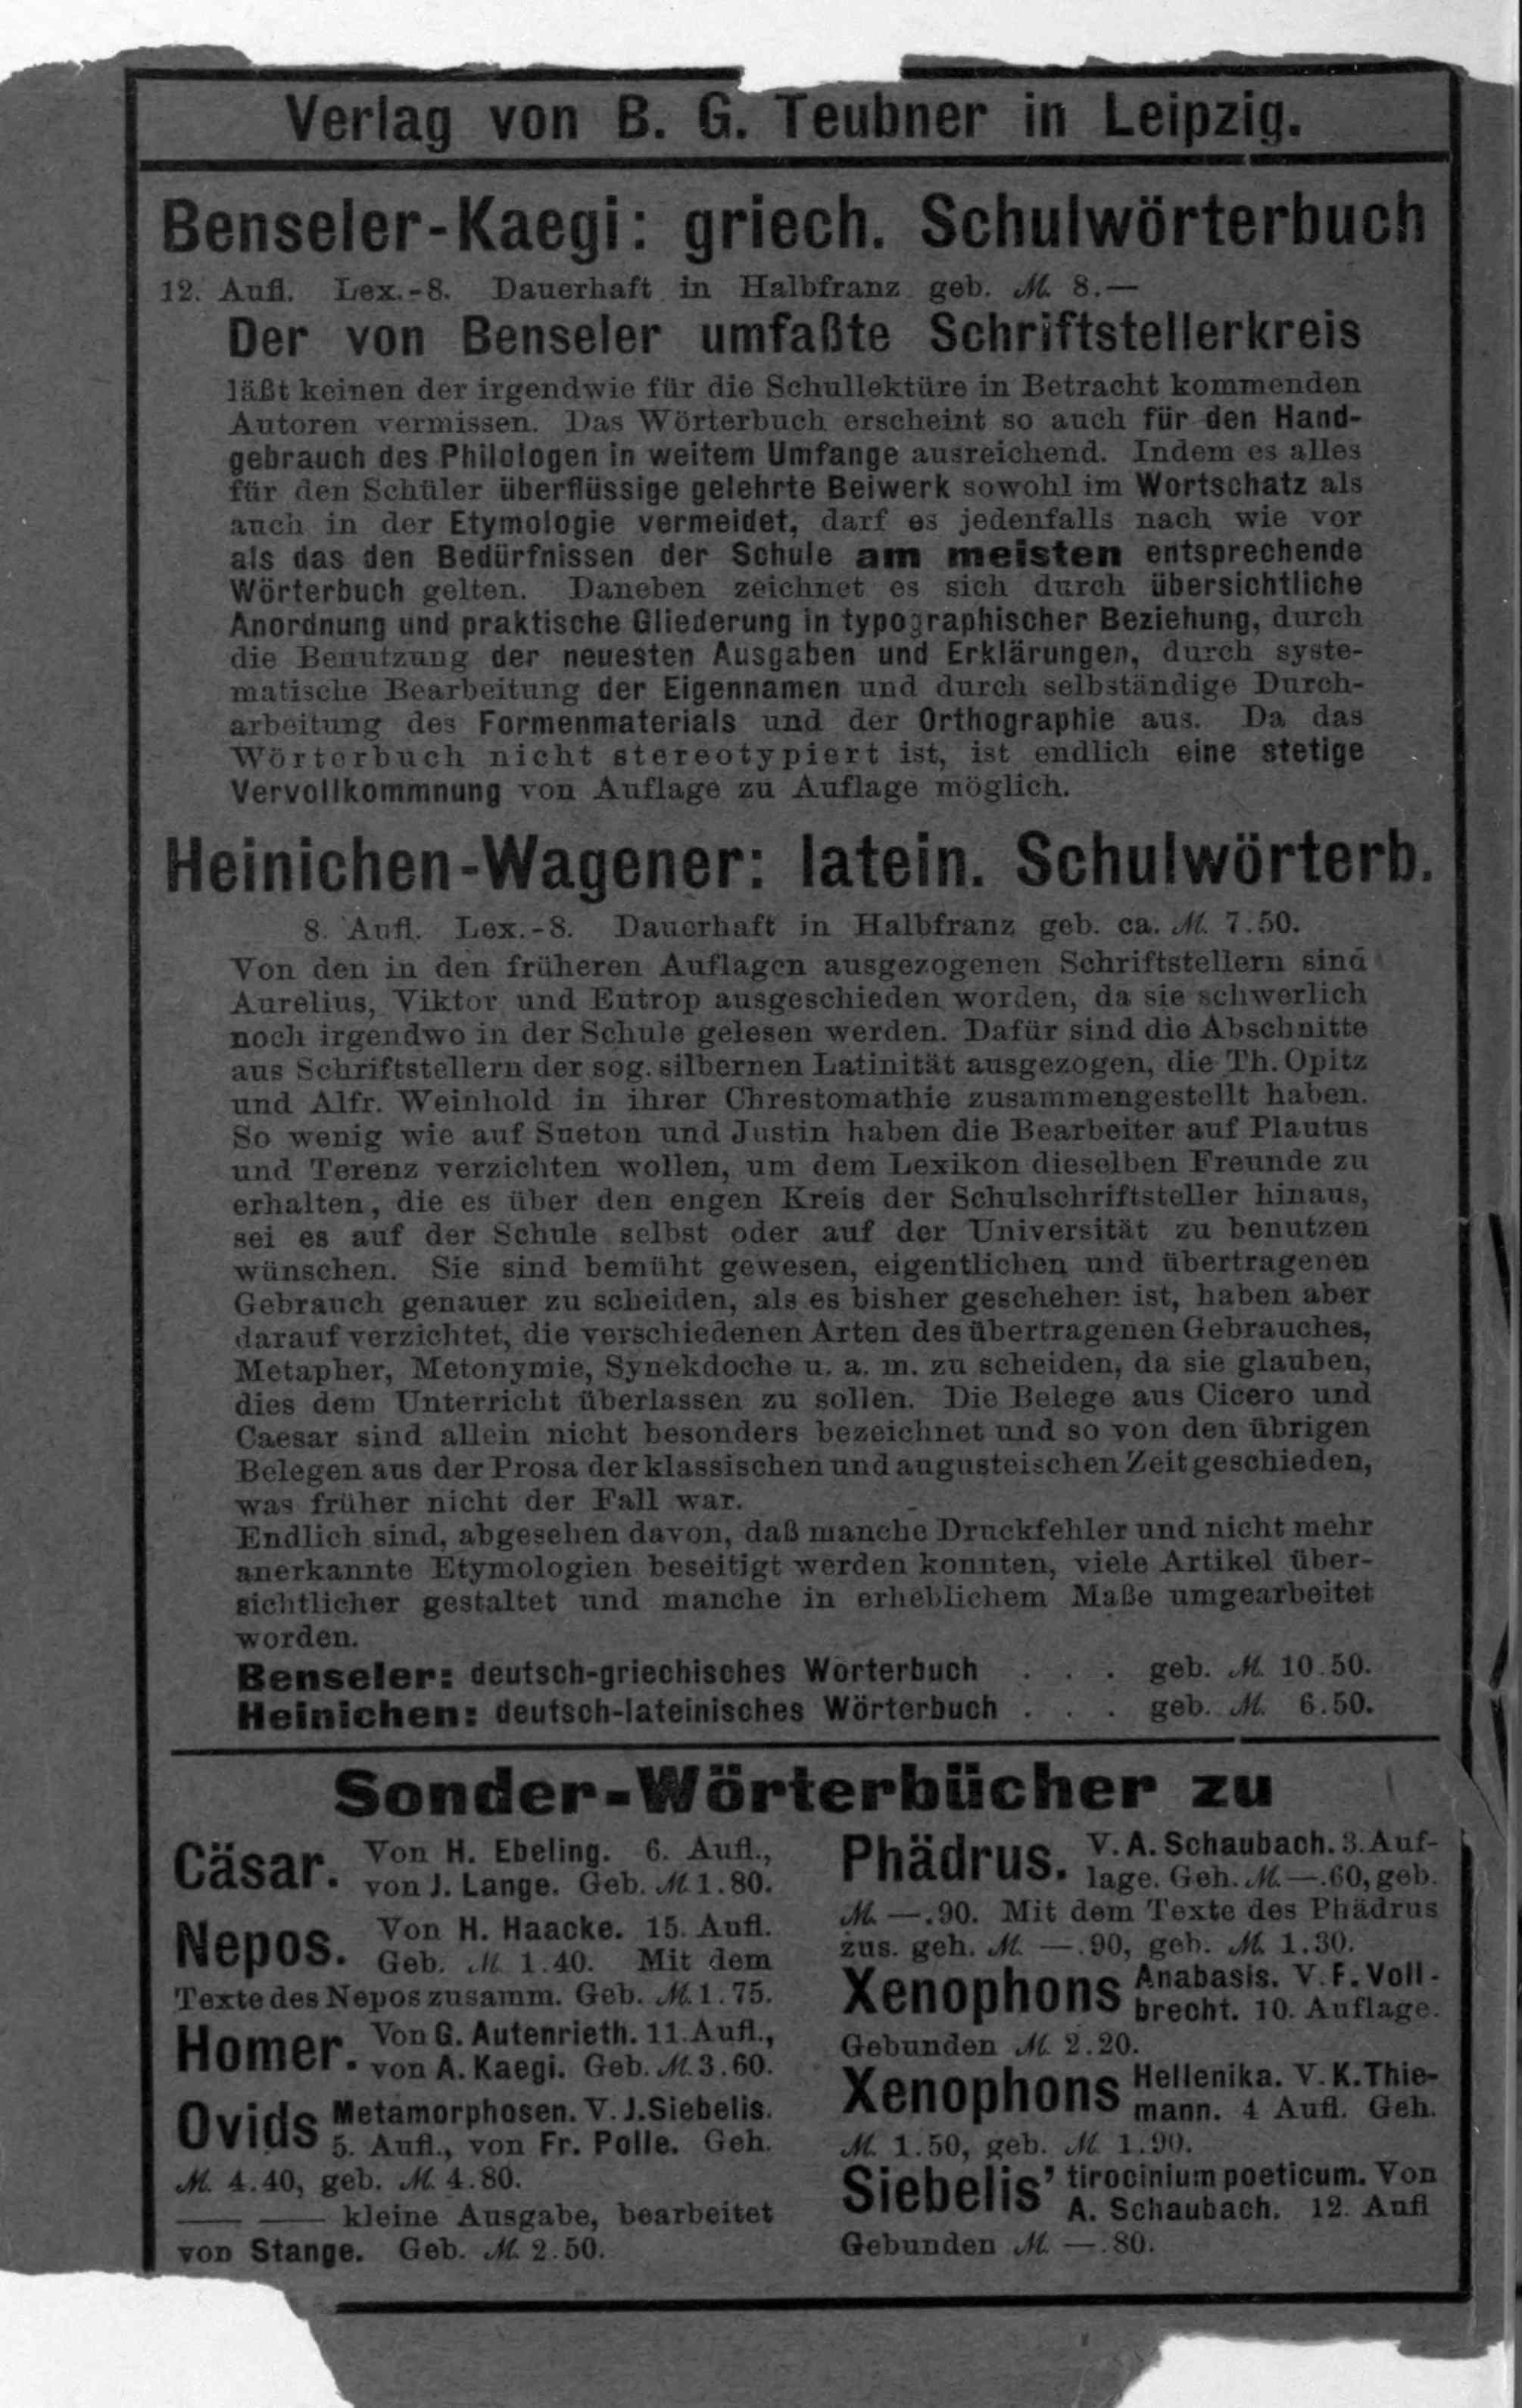 Verlag von B. G. Teubner in Leipzig.
Benseler-Kaegi: griech. Schulwörterbuch
12. Aufl. Lex.-8. Dauerhaft in Halbfranz geb. M. 8.—
Der von Benseler umfaßte Schriftstellerkreis
läßt keinen der irgendwie für die Schullektüre in Betracht kommenden
Autoren vermissen. Das Wörterbuch erscheint so auch für den Hand-
gebrauch des Philologen in weitem Umfange ausreichend. Indem es alles
für den Schüler überflüssige gelehrte Beiwerk sowohl im Wortschatz als
auch in der Etymologie vermeidet, darf es jedenfalls nach wie vor
als das den Bedürfnissen der Schule am meisten entsprechende
Wörterbuch gelten. Daneben zeichnet es sich durch übersichtliche
Anordnung und praktische Gliederung in typographischer Beziehung, durch
die Benutzung der neuesten Ausgaben und Erklärungen, durch syste-
matische Bearbeitung der Eigennamen und durch selbständige Durch-
arbeitung des Formenmaterials und der Orthographie aus. Da das
Wörterbuch nicht stereotypiert ist, ist endlich eine stetige
Vervollkommnung von Auflage zu Auflage möglich.
Heinichen-Wagener: latein. Schulwörterb.
8. Aufl. Lex.-8. Dauerhaft in Halbfranz geb. ca. M. 7.50.
Von den in den früheren Auflagen ausgezogenen Schriftstellern sind
Aurelius, Viktor und Eutrop ausgeschieden worden, da sie schwerlich
noch irgendwo in der Schule gelesen werden. Dafür sind die Abschnitte
aus Schriftstellern der sog. silbernen Latinität ausgezogen, die Th. Opitz
und Alfr. Weinhold in ihrer Chrestomathie zusammengestellt haben.
So wenig wie auf Sueton und Justin haben die Bearbeiter auf Plautus
und Terenz verzichten wollen, um dem Lexikon dieselben Freunde zu
erhalten, die es über den engen Kreis der Schulschriftsteller hinaus,
sei es auf der Schule selbst oder auf der Universität zu benutzen
wünschen. Sie sind bemüht gewesen, eigentlichen und übertragenen
Gebrauch genauer zu scheiden, als es bisher geschehen ist, haben aber
darauf verzichtet, die verschiedenen Arten des übertragenen Gebrauches,
Metapher, Metonymie, Synekdoche u. a. m. zu scheiden, da sie glauben,
dies dem Unterricht überlassen zu sollen. Die Belege aus Cicero und
Caesar sind allein nicht besonders bezeichnet und so von den übrigen
Belegen aus der Prosa der klassischen und augusteischen Zeit geschieden,
was früher nicht der Fall war.
Endlich sind, abgesehen davon, daß manche Druckfehler und nicht mehr
anerkannte Etymologien beseitigt werden konnten, viele Artikel über-
sichtlicher gestaltet und manche in erheblichem Maße umgearbeitet
worden.
Benseler: deutsch-griechisches Wörterbuch . . . geb. M. 10.50.
Heinichen: deutsch-lateinisches Wörterbuch . . . geb. M. 6.50.
Sonder-Wörterbücher zu
Cäsar. Von H. Ebeling. 6. Aufl.,
von J. Lange. Geb. M. 1.80.
Nepos. Von H. Haacke. 15. Aufl.
Geb. M. 1.40. Mit dem
Texte des Nepos zusamm. Geb. M. 1.75.
Homer. Von G. Autenrieth. 11. Aufl.,
von A. Kaegi. Geb. M. 3.60.
Ovids Metamorphosen. V. J. Siebelis.
5. Aufl., von Fr. Polle. Geh.
M. 4.40, geb. M. 4.80.
—— —— kleine Ausgabe, bearbeitet
von Stange. Geb. M. 2.50.
Phädrus. V. A. Schaubach. 3. Auf-
lage. Geh. M. —.60, geb.
M. —.90. Mit dem Texte des Phädrus
zus. geh. M. —.90, geb. M. 1.30.
Xenophons Anabasis. V. F. Voll-
brecht. 10. Auflage.
Gebunden M. 2.20.
Xenophons Hellenika. V. K. Thie-
mann. 4 Aufl. Geh.
M. 1.50, geb. M. 1.90.
Siebelis' tirocinium poeticum. Von
A. Schaubach. 12. Aufl
Gebunden M. —.80.